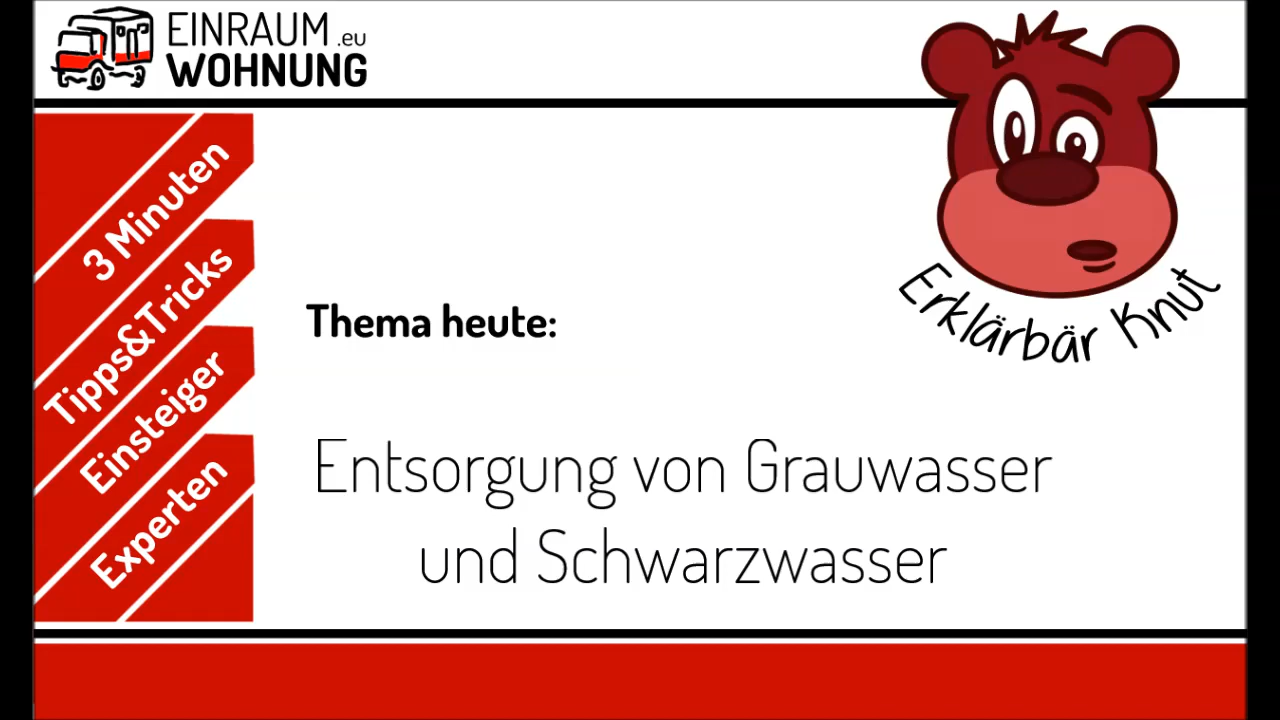 EINRAUM .eu
WOHNUNG
3 Minuten
Tipps&Tricks
Einsteiger
Experten
Erklärbär Knut
Thema heute:
Entsorgung von Grauwasser
und Schwarzwasser